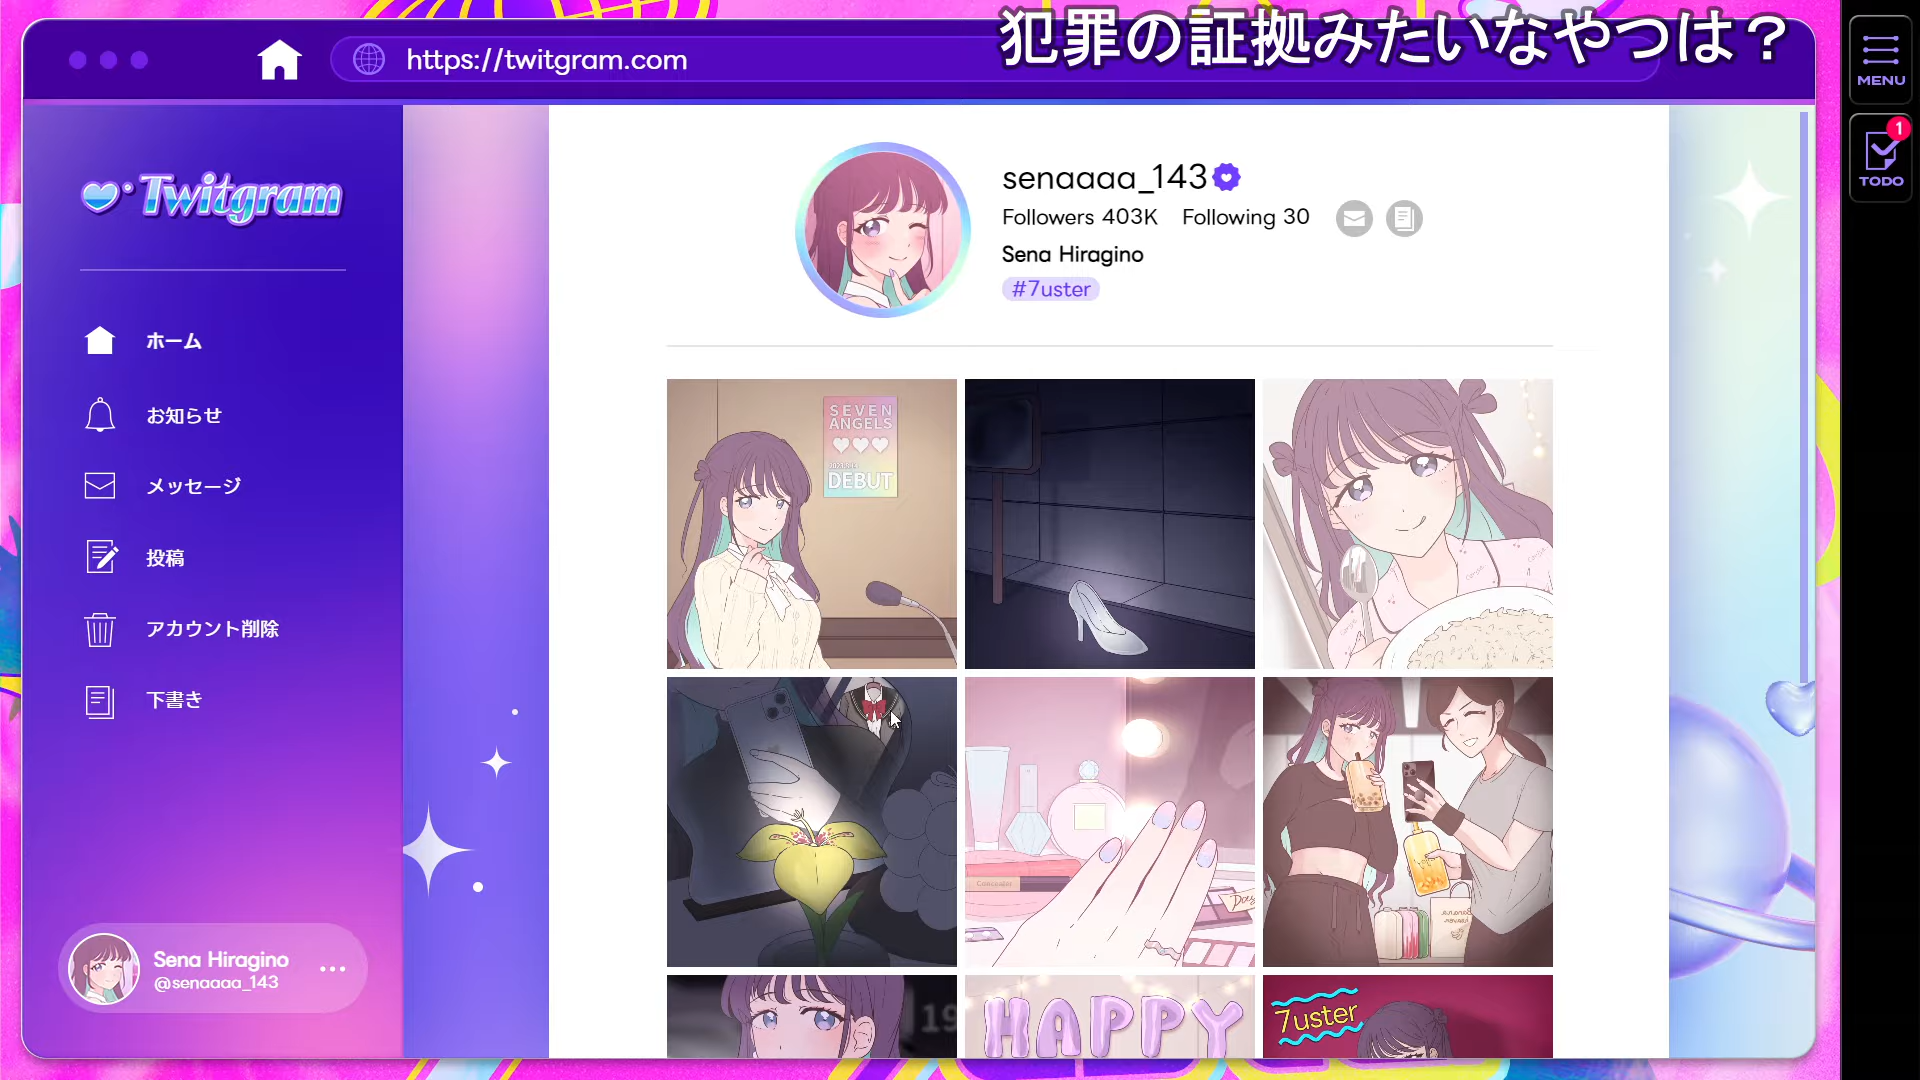 https://twitgram.com
犯罪の証拠みたいなやつは？
MENU
1
TODO
Twitgram
ホーム
お知らせ
メッセージ
投稿
アカウント削除
下書き
Sena Hiragino
@senaaaa_143
senaaaa_143
Followers 403K Following 30
Sena Hiragino
#7uster
SEVEN
ANGELS
DEBUT
Concealer
19
HAPPY
7uster